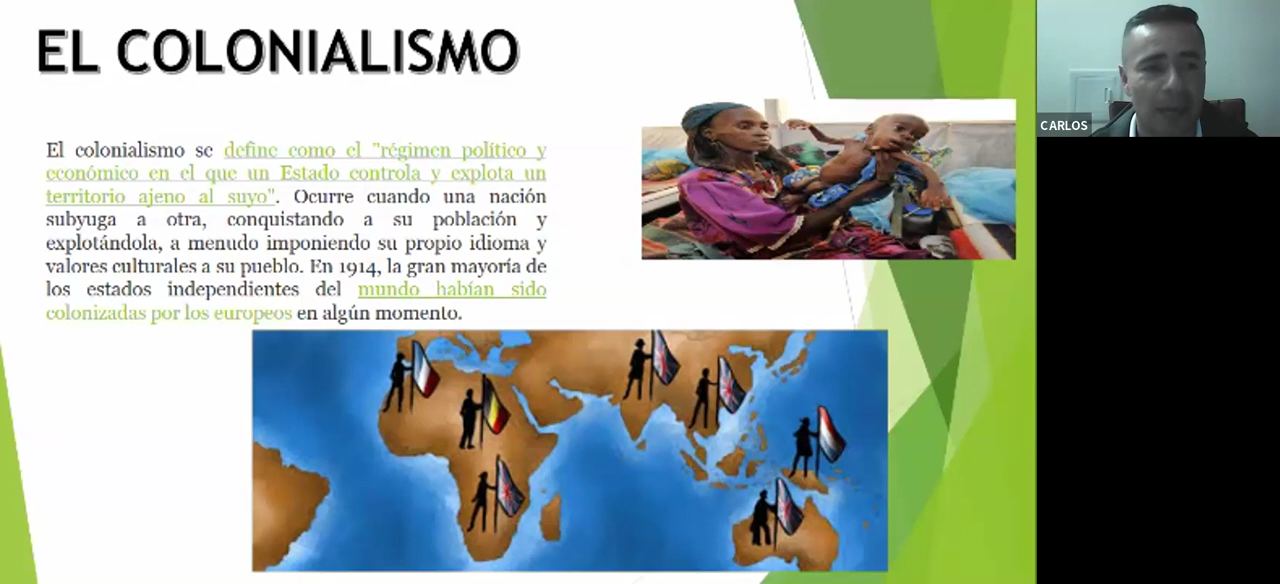 EL COLONIALISMO
El colonialismo se define como el "régimen político y
económico en el que un Estado controla y explota un
territorio ajeno al suyo". Ocurre cuando una nación
subyuga a otra, conquistando a su población y
explotándola, a menudo imponiendo su propio idioma y
valores culturales a su pueblo. En 1914, la gran mayoría de
los estados independientes del mundo habían sido
colonizadas por los europeos en algún momento.
CARLOS